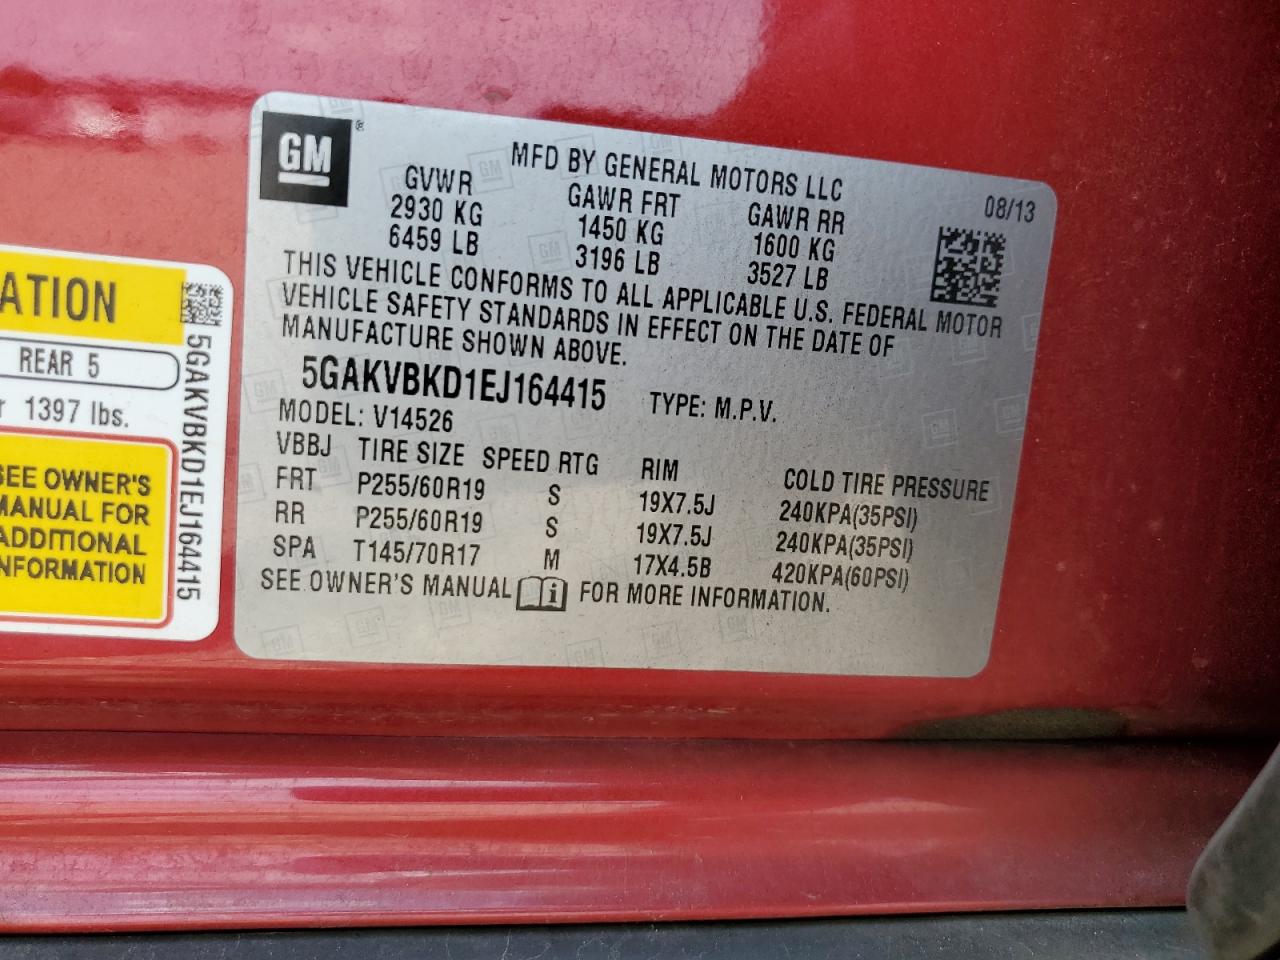 GM
®
MFD BY GENERAL MOTORS LLC
08/13
GVWR GAWR FRT GAWR RR
2930 KG 1450 KG 1600 KG
6459 LB 3196 LB 3527 LB
THIS VEHICLE CONFORMS TO ALL APPLICABLE U.S. FEDERAL MOTOR
VEHICLE SAFETY STANDARDS IN EFFECT ON THE DATE OF
MANUFACTURE SHOWN ABOVE.
5GAKVBKD1EJ164415 TYPE: M.P.V.
MODEL: V14526
VBBJ TIRE SIZE SPEED RTG RIM COLD TIRE PRESSURE
FRT P255/60R19 S 19X7.5J 240KPA(35PSI)
RR P255/60R19 S 19X7.5J 240KPA(35PSI)
SPA T145/70R17 M 17X4.5B 420KPA(60PSI)
SEE OWNER'S MANUAL i FOR MORE INFORMATION.
ATION
REAR 5
r 1397 lbs.
SEE OWNER'S
MANUAL FOR
ADDITIONAL
INFORMATION
5GAKVBKD1EJ164415